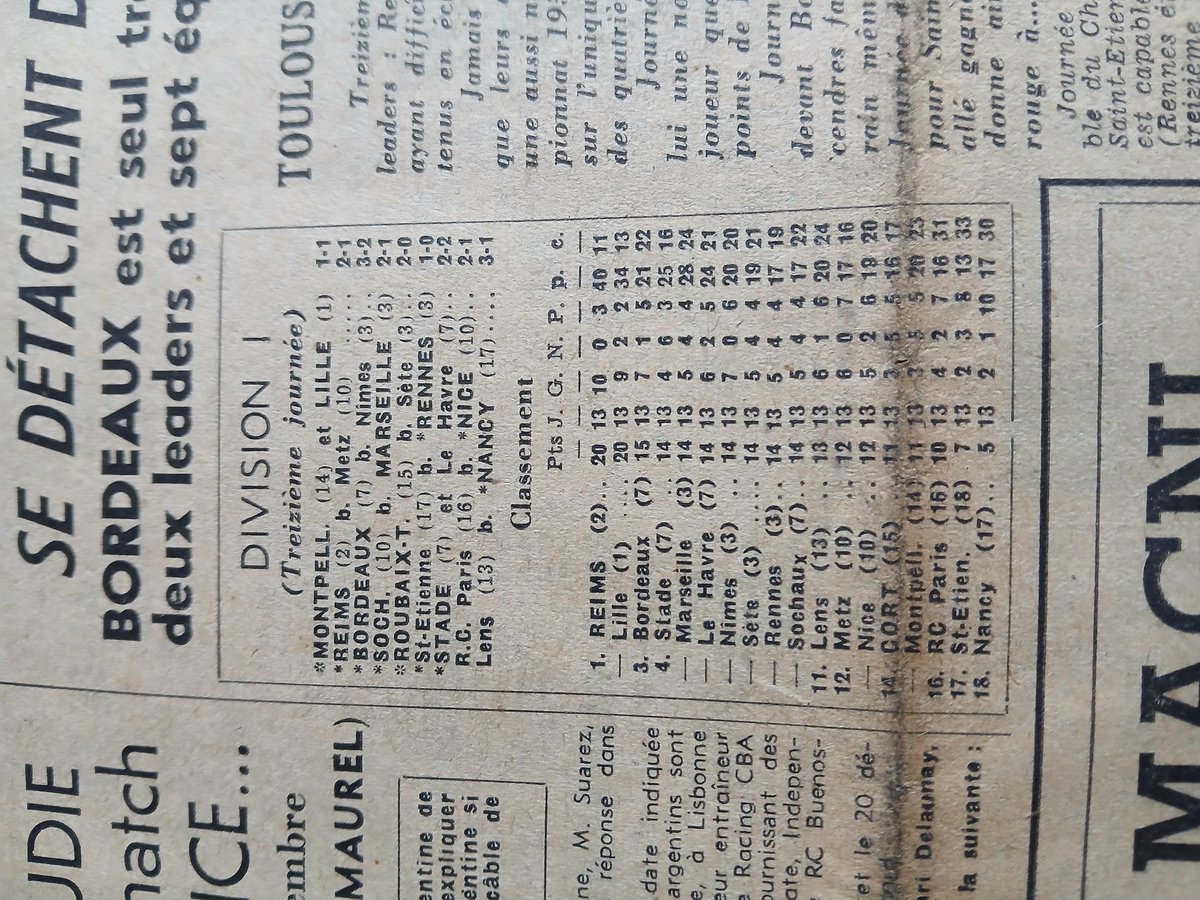 UDIE
match
ICE...
embre
MAUREL)
entine de
expliquer
entine si
câble de
ne, M. Suarez,
réponse dans
date indiquée
argentins sont
e, à Lisbonne
eur entraineur
e Racing CBA
ournissant des
ate, Indepen-
RC Buenos-
et le 20 dé-
ri Delaunay,
la suivante :
SE DÉTACHENT D
BORDEAUX est seul tro
deux leaders et sept éq
DIVISION I
(Treizième journée)
*MONTPELL. (14) et LILLE (1) 1-1
*REIMS (2) b. Metz (10) ..... 2-1
*BORDEAUX (7) b. Nimes (3).. 3-2
*SOCH. (10) b. MARSEILLE (3) 2-1
*ROUBAIX-T. (15) b. Sète (3).. 2-0
*St-Etienne (17) b. *RENNES (3) 1-0
*STADE (7) et Le Havre (7).. 2-2
R.C. Paris (16) b. *NICE (10).. 2-1
Lens (13) b. *NANCY (17).... 3-1
Classement
Pts J. G. N. P. p. c.
1. REIMS (2)... 20 13 10 0 3 40 11
— Lille (1) .... 20 13 9 2 2 34 13
3. Bordeaux (7) 15 13 7 1 5 21 22
4. Stade (7) .. 14 13 4 6 3 25 16
— Marseille (3) 14 13 5 4 4 28 24
— Le Havre (7) 14 13 6 2 5 24 21
— Nimes (3) .. 14 13 7 0 6 20 20
— Sète (3) .... 14 13 5 4 4 19 21
— Rennes (3).. 14 13 5 4 4 17 19
— Sochaux (7).. 14 13 5 4 4 17 22
11. Lens (13) .. 13 13 6 1 6 20 24
12. Metz (10) .. 12 13 6 0 7 17 16
— Nice (10) .. 12 13 5 2 6 19 20
14. CORT (15) 11 13 3 5 5 16 17
— Montpell. (14) 11 13 3 5 5 20 25
16. RC Paris (16) 10 13 4 2 7 16 31
17. St-Etien. (18) 7 13 2 3 8 13 33
18. Nancy (17)... 5 13 2 1 10 17 30
TOULOUS
Treizièm
leaders : Re
ayant diffici
tenus en éc
Jamais
que leurs
une aussi n
pionnat 19
sur l'uniqu
des quatriè
Journé
lui une no
joueur que
points de
Journ
devant Bo
cendres fa
rain mêm
Journée d
pour Sain
allé gagne
donne ai
rouge à...
Journée
ble du Ch
Saint-Etier
est capable
(Rennes é
treizième
MAGNI